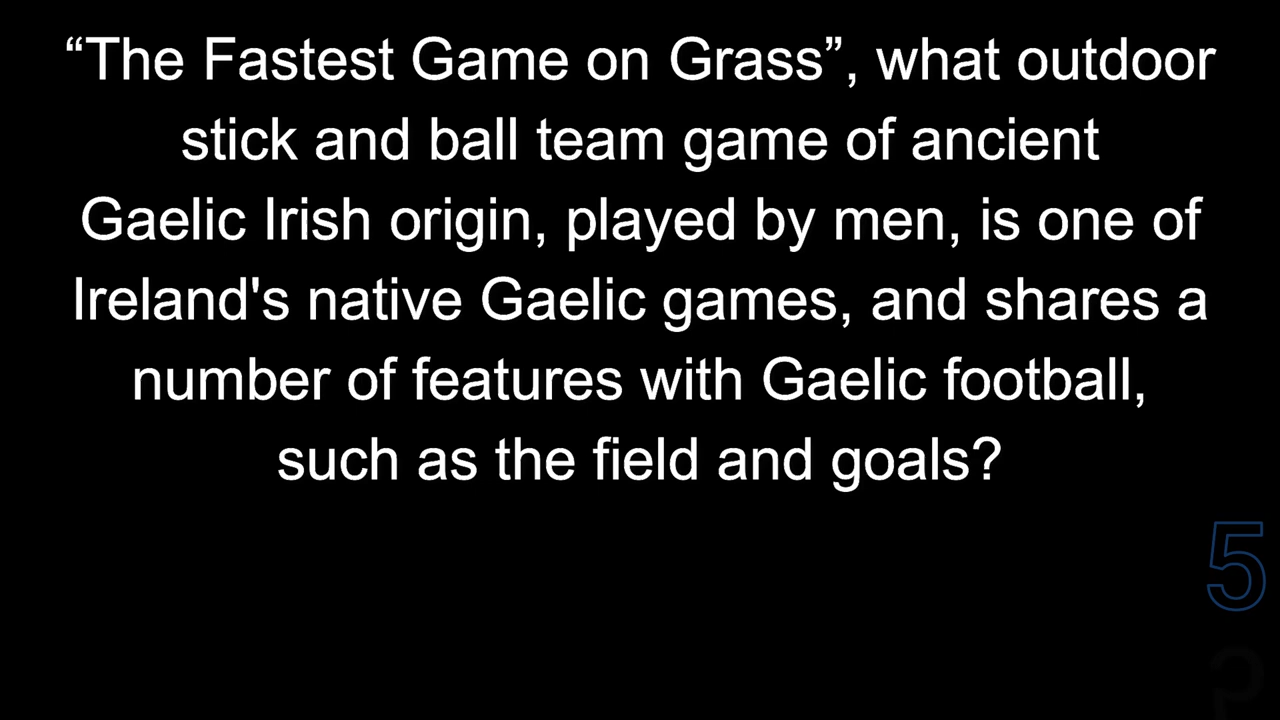 “The Fastest Game on Grass”, what outdoor
stick and ball team game of ancient
Gaelic Irish origin, played by men, is one of
Ireland's native Gaelic games, and shares a
number of features with Gaelic football,
such as the field and goals?
5